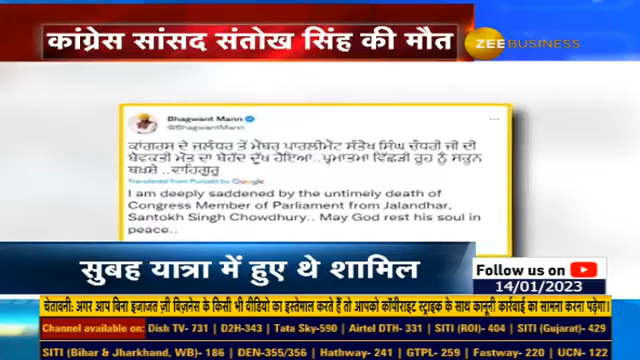 कांग्रेस सांसद संतोख सिंह की मौत
ZEE BUSINESS
Bhagwant Mann
@BhagwantMann
ਕਾਂਗਰਸ ਦੇ ਜਲੰਧਰ ਤੋਂ ਮੈਂਬਰ ਪਾਰਲੀਮੈਂਟ ਸੰਤੋਖ ਸਿੰਘ ਚੌਧਰੀ ਜੀ ਦੀ
ਬੇਵਕਤੀ ਮੌਤ ਦਾ ਬੇਹੱਦ ਦੁੱਖ ਹੋਇਆ..ਪ੍ਰਮਾਤਮਾ ਵਿੱਛੜੀ ਰੂਹ ਨੂੰ ਸਕੂਨ
ਬਖ਼ਸ਼ੇ ..ਵਾਹਿਗੁਰੂ
Translated from Punjabi by Google
I am deeply saddened by the untimely death of
Congress Member of Parliament from Jalandhar,
Santokh Singh Chowdhury.. May God rest his soul in
peace..
सुबह यात्रा में हुए थे शामिल
Follow us on
14/01/2023
चेतावनी: अगर आप बिना इजाजत ज़ी बिज़नेस के किसी भी वीडियो का इस्तेमाल करते हैं तो आपको कॉपीराइट स्ट्राइक के साथ कानूनी कार्रवाई का सामना करना पड़ेगा।
Channel available on: Dish TV- 731 | D2H-343 | Tata Sky-590 | Airtel DTH- 331 | SITI (ROI) - 404 | SITI (Gujarat) - 429
SITI (Bihar & Jharkhand, WB)- 186 | DEN-355/356 | Hathway- 241 | GTPL- 259 | Fastway- 220 | UCN- 122